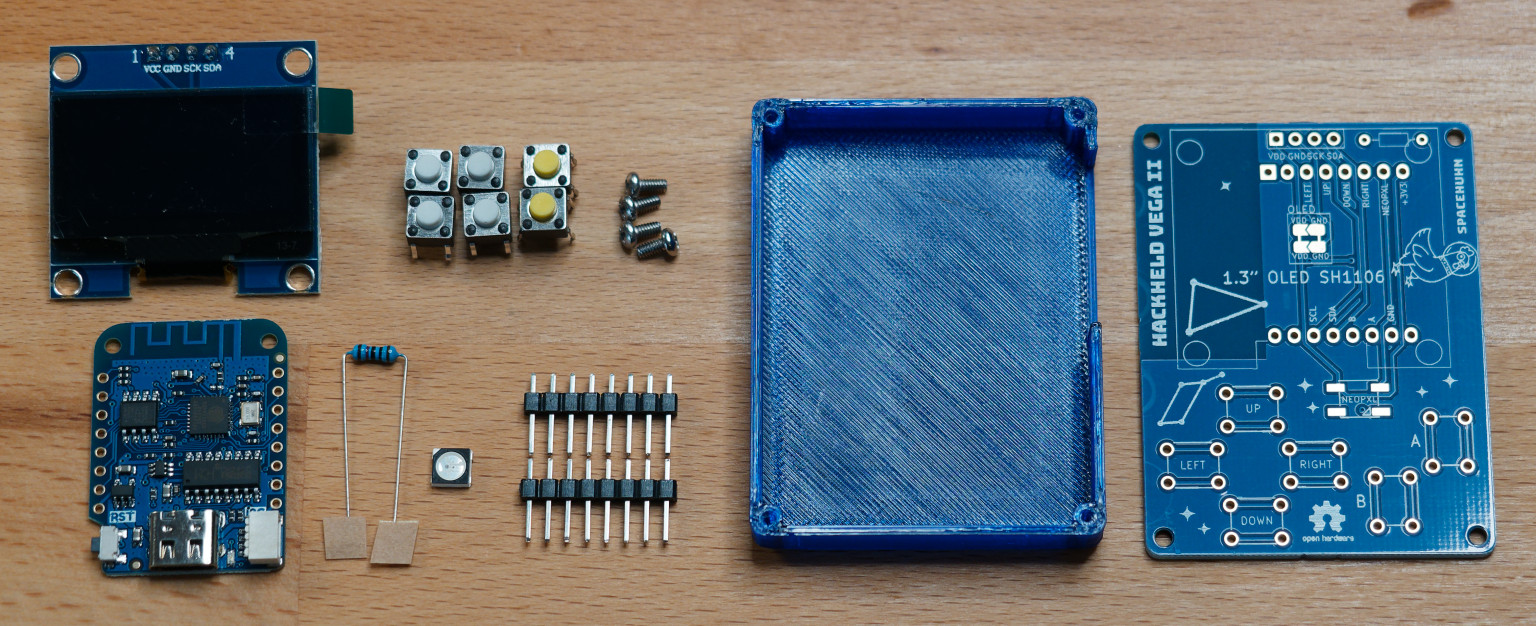 1 4
VCC GND SCK SDA
RST
HACKHELD VEGA II
SPACEHUHN
VDD GND SCK SDA
LEFT
UP
DOWN
RIGHT
NEOPXL
+3V3
OLED
VDD GND
VDD GND
1.3" OLED SH1106
SCL
SDA
B
A
GND
NEOPXL
UP
LEFT
RIGHT
DOWN
A
B
open hardware